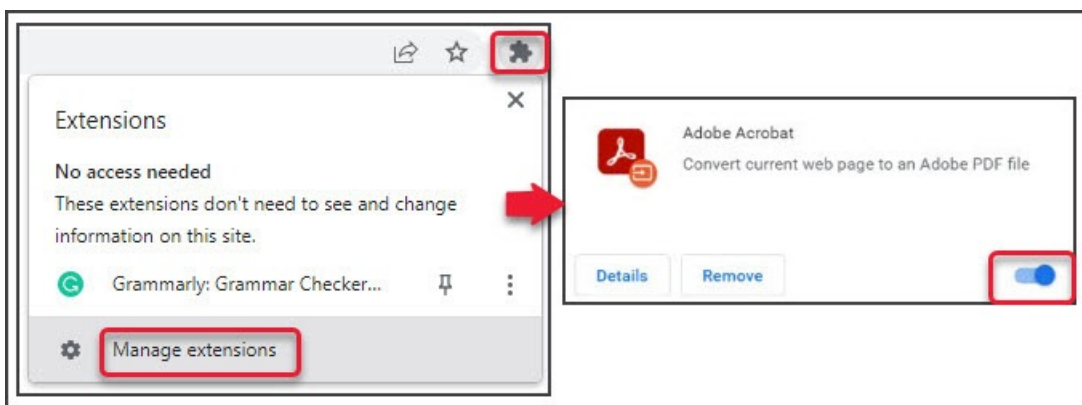 Extensions
No access needed
These extensions don't need to see and change
information on this site.
Grammarly: Grammar Checker...
Manage extensions
Adobe Acrobat
Convert current web page to an Adobe PDF file
Details
Remove